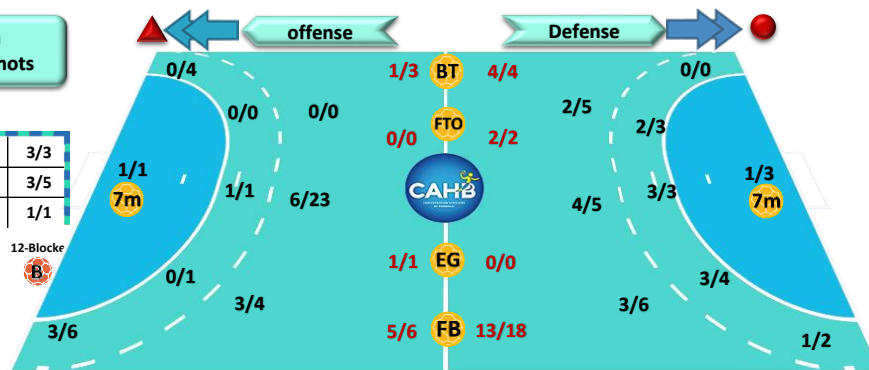 offense
Defense
hots
0/4
1/3
BT
4/4
0/0
0/0
0/0
2/5
2/3
FTO
0/0
2/2
3/3
3/5
1/1
1/1
7m
1/1
6/23
CAHB
4/5
3/3
1/3
7m
12-Blocke
B
0/1
1/1
EG
0/0
3/4
3/4
3/6
3/6
5/6
FB
13/18
1/2